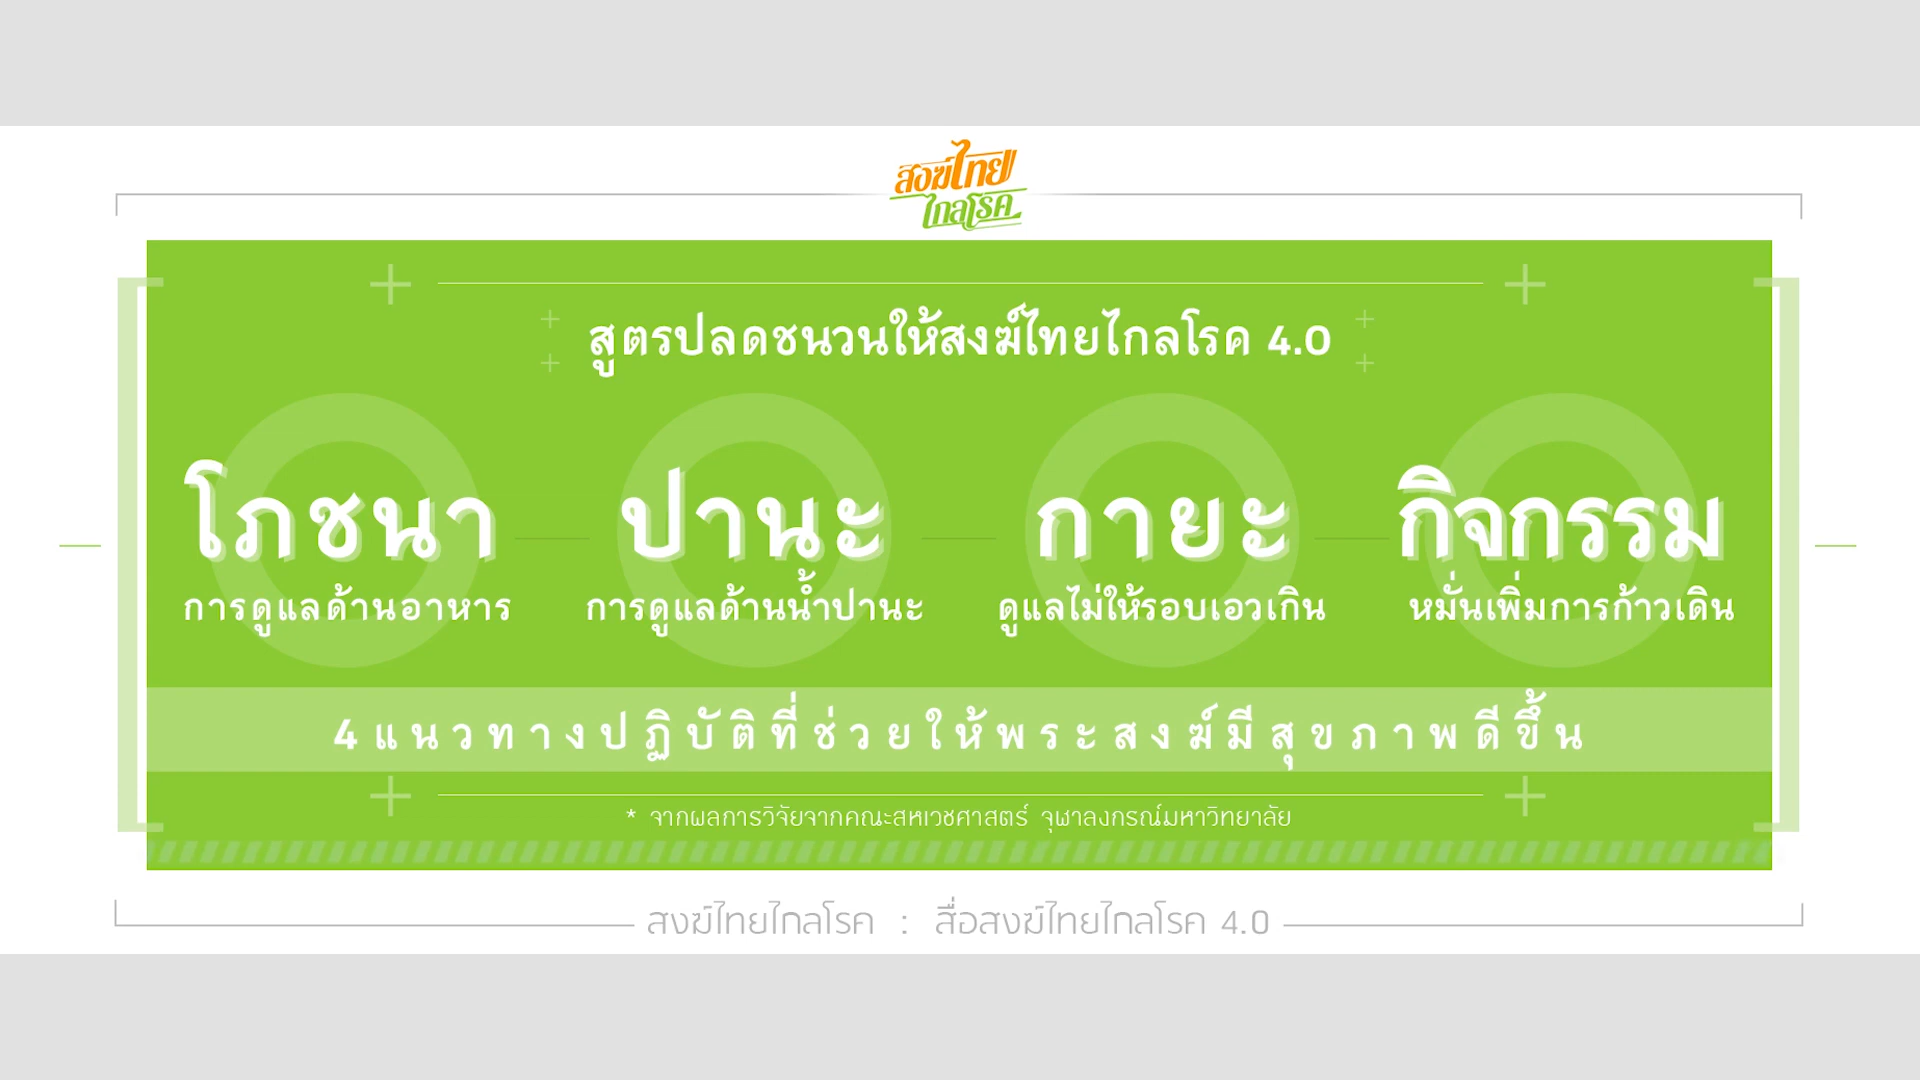 สงฆ์ไทย
ไกลโรค
สูตรปลดชนวนให้สงฆ์ไทยไกลโรค 4.0
โภชนา ปานะ กายะ กิจกรรม
การดูแลด้านอาหาร การดูแลด้านน้ำปานะ ดูแลไม่ให้รอบเอวเกิน หมั่นเพิ่มการก้าวเดิน
4 แนวทางปฏิบัติที่ช่วยให้พระสงฆ์มีสุขภาพดีขึ้น
* จากผลการวิจัยจากคณะสหเวชศาสตร์ จุฬาลงกรณ์มหาวิทยาลัย
สงฆ์ไทยไกลโรค : สื่อสงฆ์ไทยไกลโรค 4.0